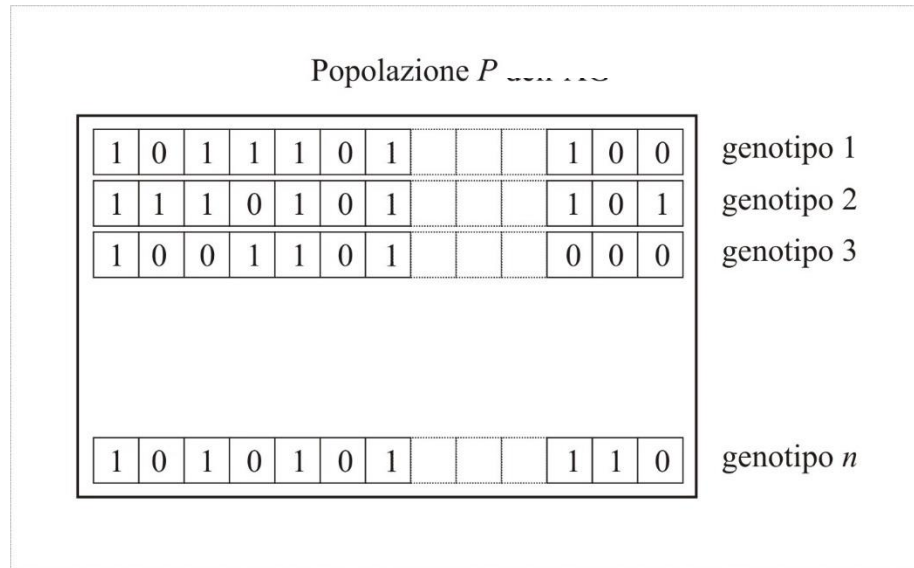 Popolazione P
1 0 1 1 1 0 1 1 0 0 genotipo 1
1 1 1 0 1 0 1 1 0 1 genotipo 2
1 0 0 1 1 0 1 0 0 0 genotipo 3
1 0 1 0 1 0 1 1 1 0 genotipo n